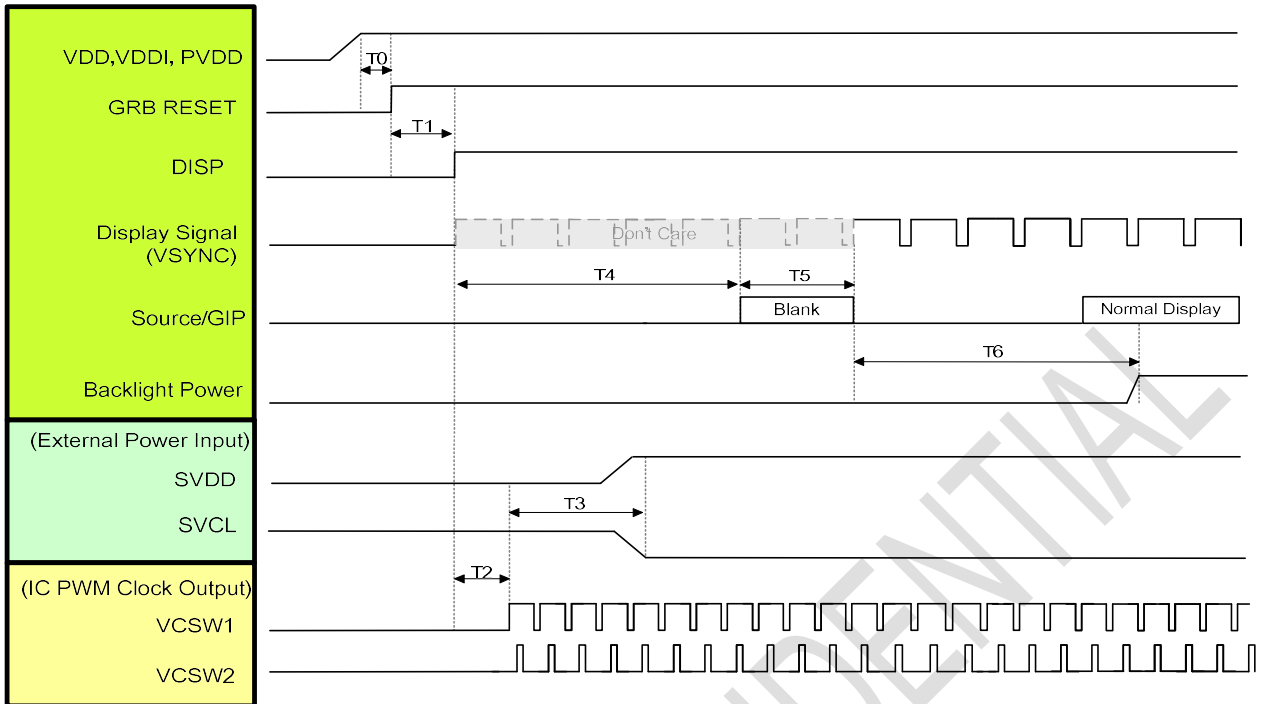 VDD,VDDI, PVDD
T0
GRB RESET
T1
DISP
Display Signal
(VSYNC)
Don't Care
T4
T5
Source/GIP
Blank
Normal Display
T6
Backlight Power
(External Power Input)
SVDD
T3
SVCL
T2
(IC PWM Clock Output)
VCSW1
VCSW2